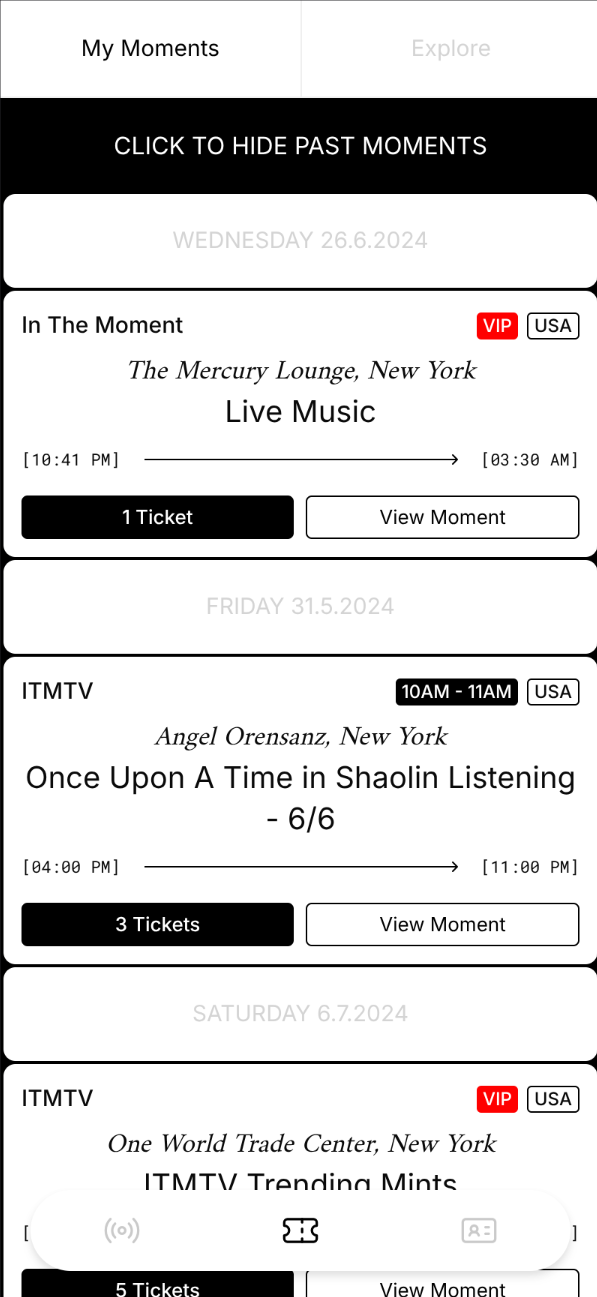 My Moments
Explore
CLICK TO HIDE PAST MOMENTS
WEDNESDAY 26.6.2024
In The Moment
VIP
USA
The Mercury Lounge, New York
Live Music
[10:41 PM]
[03:30 AM]
1 Ticket
View Moment
FRIDAY 31.5.2024
ITMTV
10AM - 11AM
USA
Angel Orensanz, New York
Once Upon A Time in Shaolin Listening
- 6/6
[04:00 PM]
[11:00 PM]
3 Tickets
View Moment
SATURDAY 6.7.2024
ITMTV
VIP
USA
One World Trade Center, New York
ITMTV Trending Mints
[
]
5 Tickets
View Moment